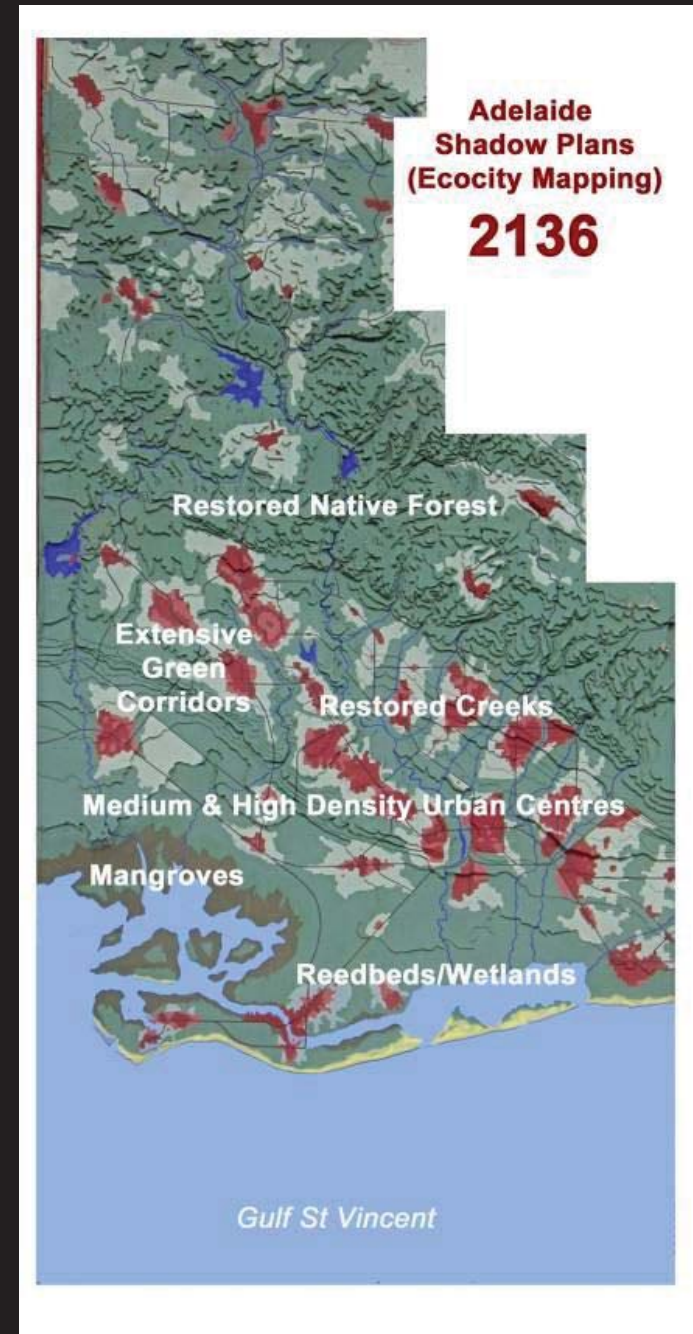 Adelaide
Shadow Plans
(Ecocity Mapping)
2136
Restored Native Forest
Extensive
Green
Corridors
Restored Creeks
Medium & High Density Urban Centres
Mangroves
Reedbeds/Wetlands
Gulf St Vincent